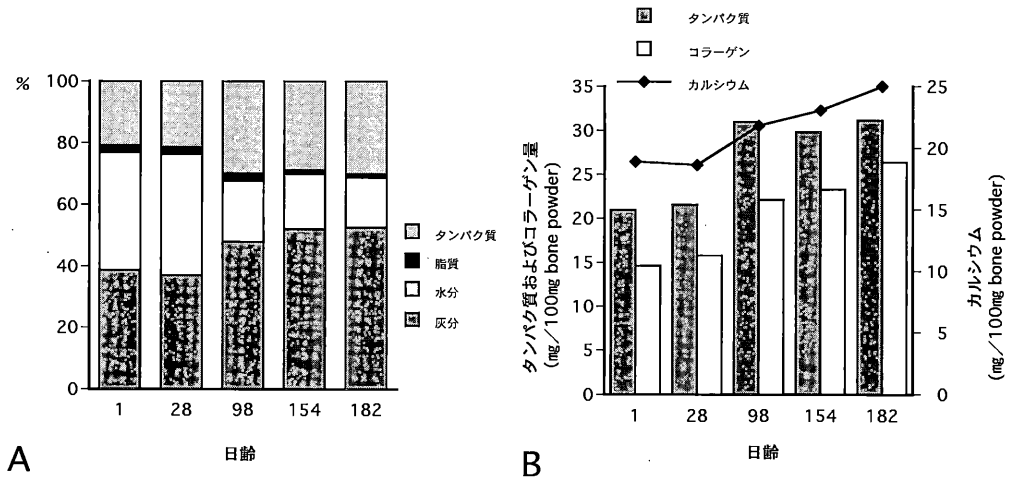 %
100
80
60
40
20
0
1 28 98 154 182
日齢
A
タンパク質
脂質
水分
灰分
タンパク質
コラーゲン
カルシウム
タンパク質およびコラーゲン量
(㎎/100㎎ bone powder)
35
30
25
20
15
10
5
0
25
20
15
10
5
0
カルシウム
(㎎/100㎎ bone powder)
1 28 98 154 182
日齢
B